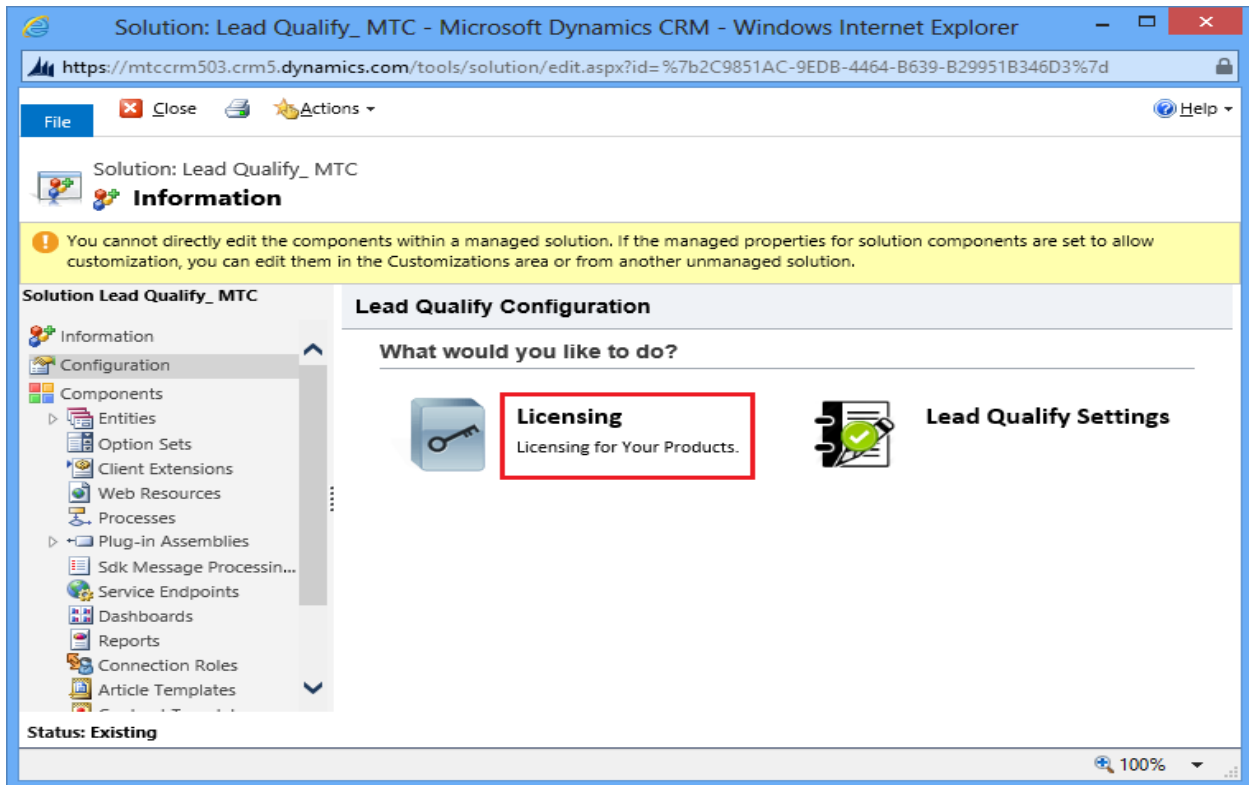 Solution: Lead Qualify_ MTC - Microsoft Dynamics CRM - Windows Internet Explorer
https://mtccrm503.crm5.dynamics.com/tools/solution/edit.aspx?id=%7b2C9851AC-9EDB-4464-B639-B29951B346D3%7d
File Close Actions Help
Solution: Lead Qualify_ MTC
Information
You cannot directly edit the components within a managed solution. If the managed properties for solution components are set to allow
customization, you can edit them in the Customizations area or from another unmanaged solution.
Solution Lead Qualify_ MTC
Information
Configuration
Components
Entities
Option Sets
Client Extensions
Web Resources
Processes
Plug-in Assemblies
Sdk Message Processin...
Service Endpoints
Dashboards
Reports
Connection Roles
Article Templates
Lead Qualify Configuration
What would you like to do?
Licensing
Licensing for Your Products.
Lead Qualify Settings
Status: Existing
100%